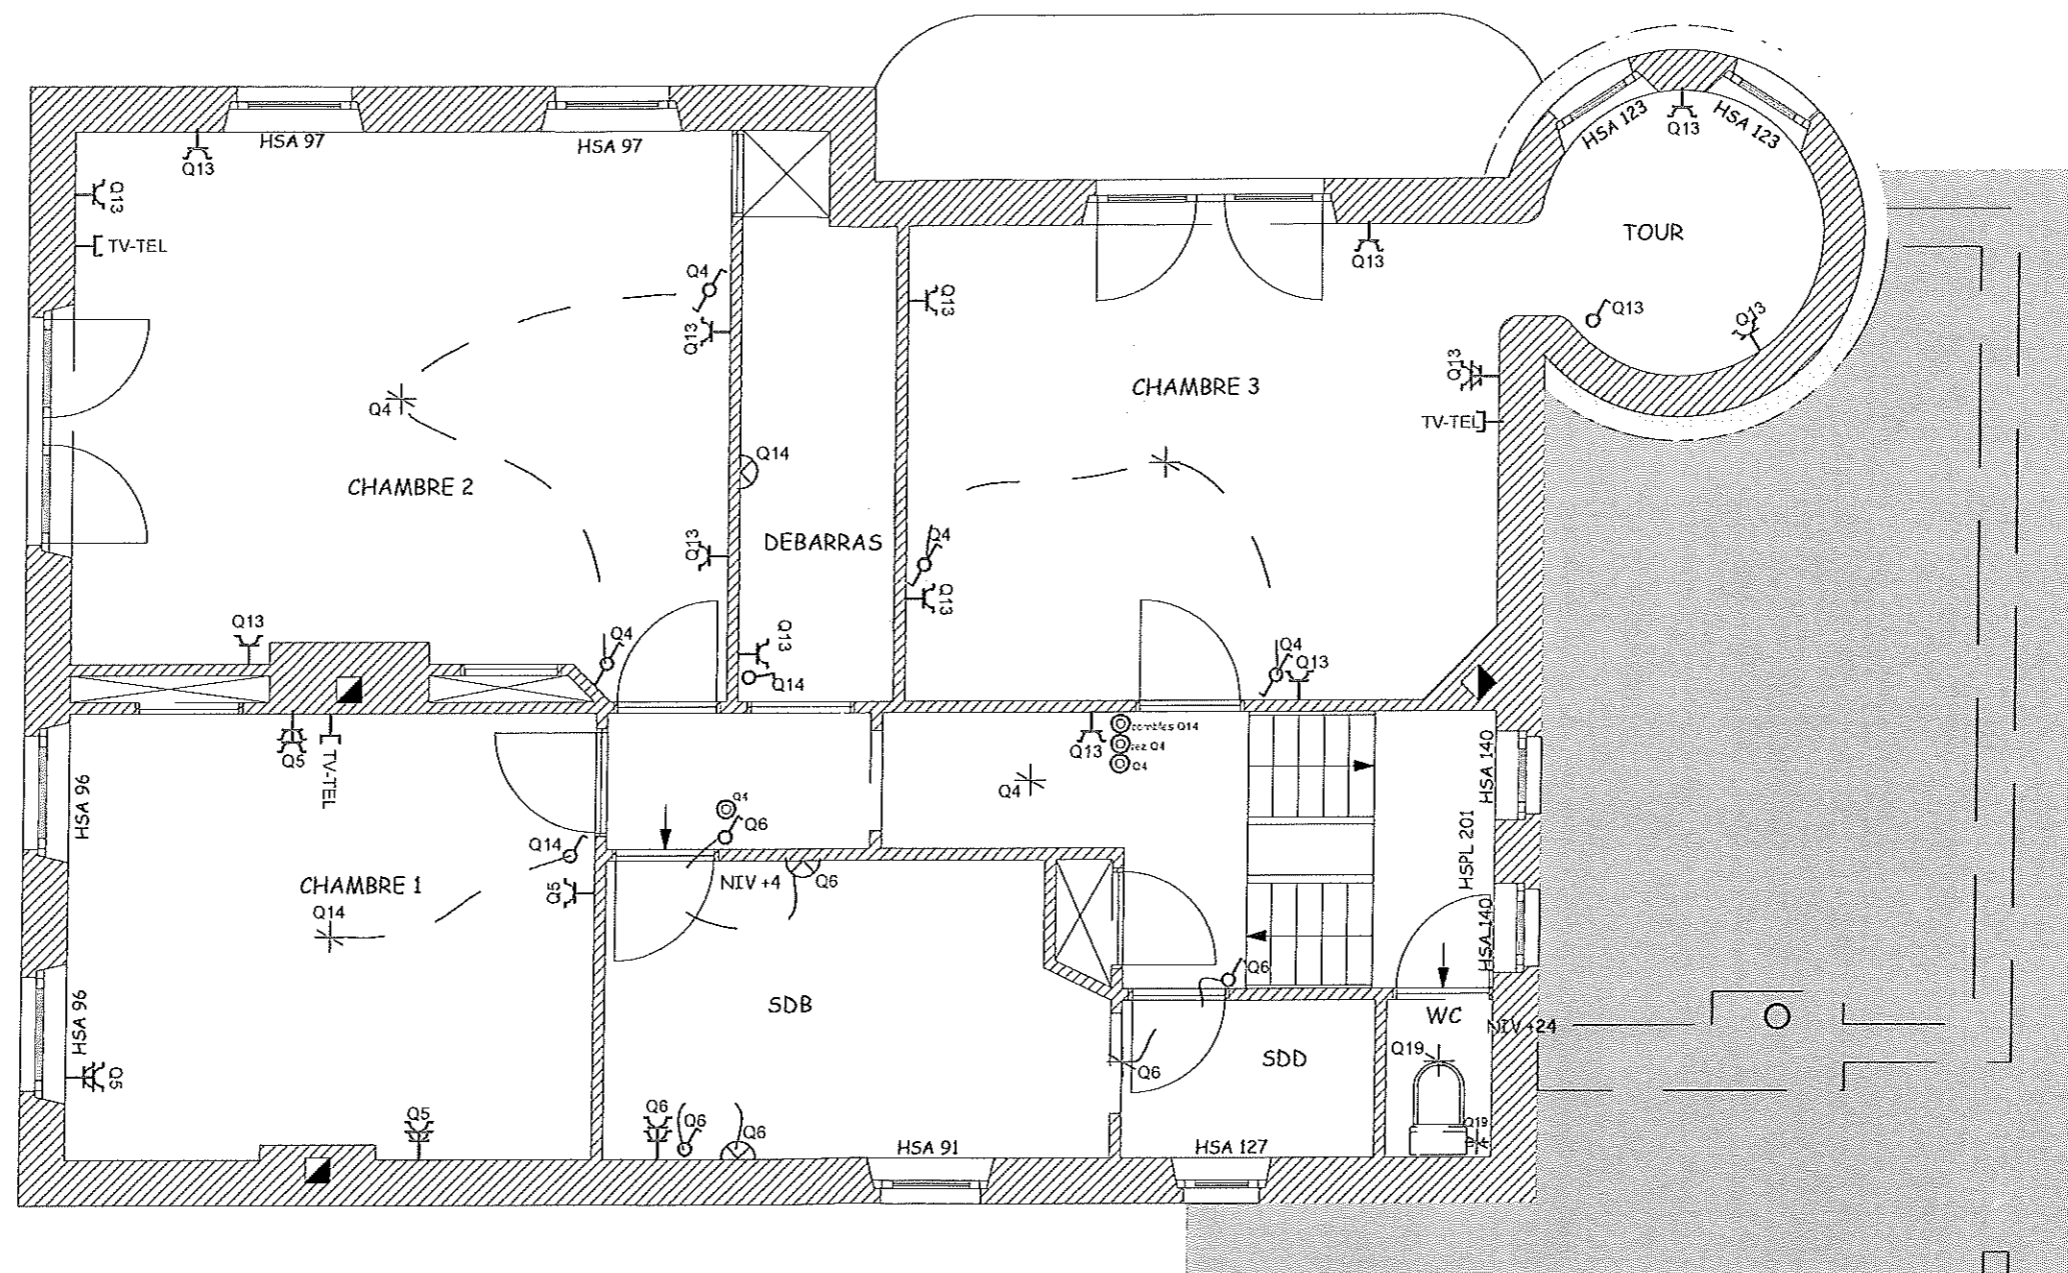 HSA 97
HSA 97
Q13
Q13
TV-TEL
HSA 123
Q13
HSA 123
TOUR
Q13
Q13
Q13
Q4
Q13
Q13
Q13
TV-TEL
CHAMBRE 3
Q4
CHAMBRE 2
Q14
DEBARRAS
Q13
Q4
Q13
Q13
Q4
Q13
Q14
Q4
Q13
Q5
TV-TEL
Q13
combles Q14
rez Q4
Q4
Q4
HSA 140
HSA 96
Q4
Q6
Q14
HSPL 201
CHAMBRE 1
Q14
Q5
NIV +4
Q6
HSA 140
Q6
SDB
HSA 96
Q5
WC
NIV +24
Q19
SDD
Q6
Q5
Q6
Q6
Q6
HSA 91
HSA 127
Q19